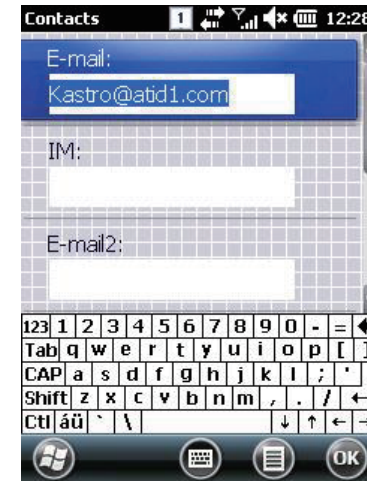 Contacts 1 12:28
E-mail:
Kastro@atid1.com
IM:
E-mail2:
123 1 2 3 4 5 6 7 8 9 0 - =
Tab q w e r t y u i o p [ ]
CAP a s d f g h j k l ; '
Shift z x c v b n m , . / ←
Ctl áü ` \ ↓ ↑ ← →
OK